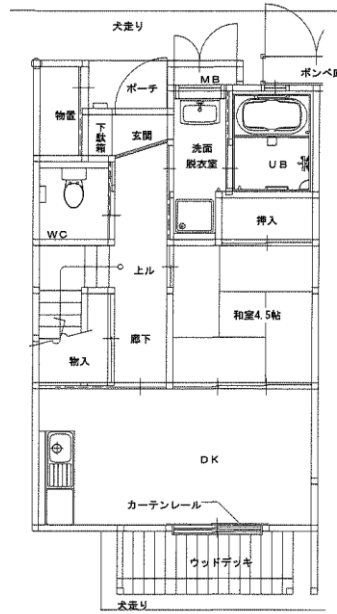 犬走り
ボンベ庫
MB
ポーチ
物置
下駄箱
玄関
洗面
脱衣室
UB
WC
押入
上ル
和室4.5帖
物入
廊下
DK
カーテンレール
ウッドデッキ
犬走り